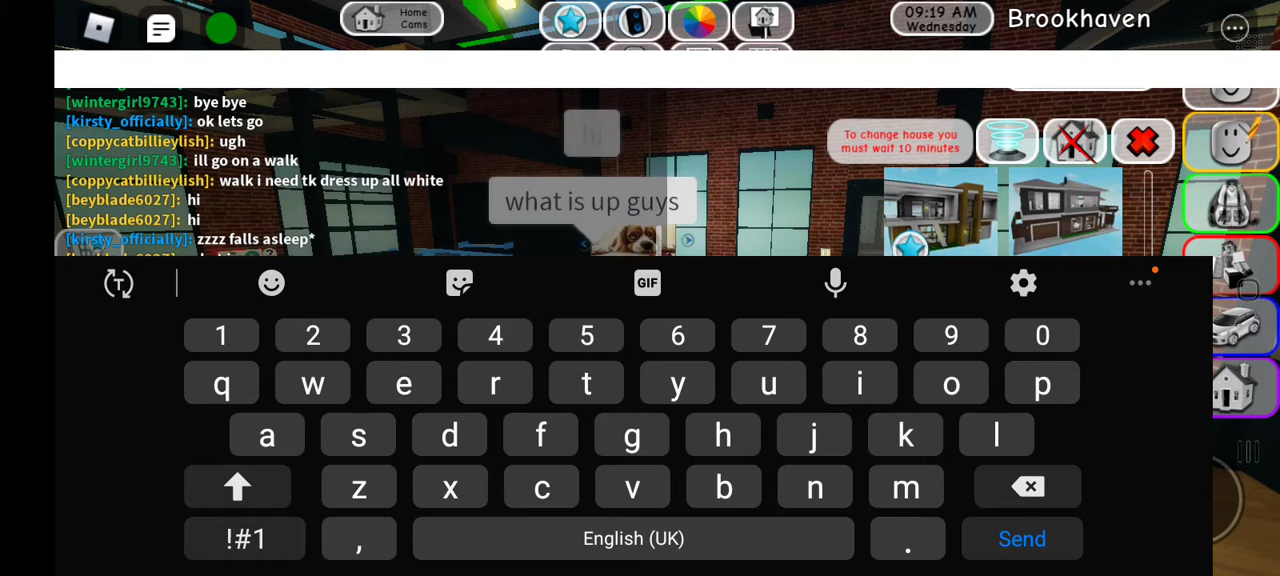 Home
Cams
09:19 AM
Wednesday
Brookhaven
[wintergirl9743]: bye bye
[kirsty_officially]: ok lets go
[coppycatbillieylish]: ugh
[wintergirl9743]: ill go on a walk
[coppycatbillieylish]: walk i need tk dress up all white
[beyblade6027]: hi
[beyblade6027]: hi
[kirsty_officially]: zzzz falls asleep*
hi
what is up guys
To change house you
must wait 10 minutes
T
GIF
1 2 3 4 5 6 7 8 9 0
q w e r t y u i o p
a s d f g h j k l
z x c v b n m
!#1 , English (UK) . Send